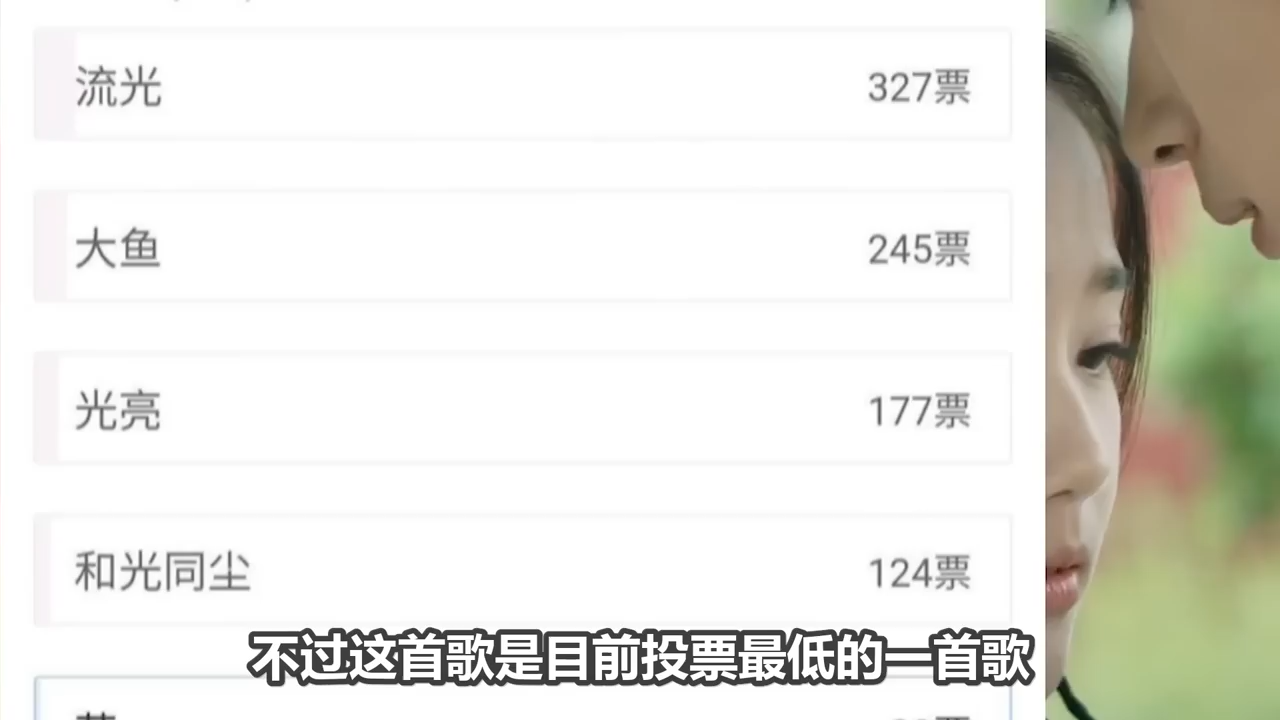 流光 327票
大鱼 245票
光亮 177票
和光同尘 124票
不过这首歌是目前投票最低的一首歌